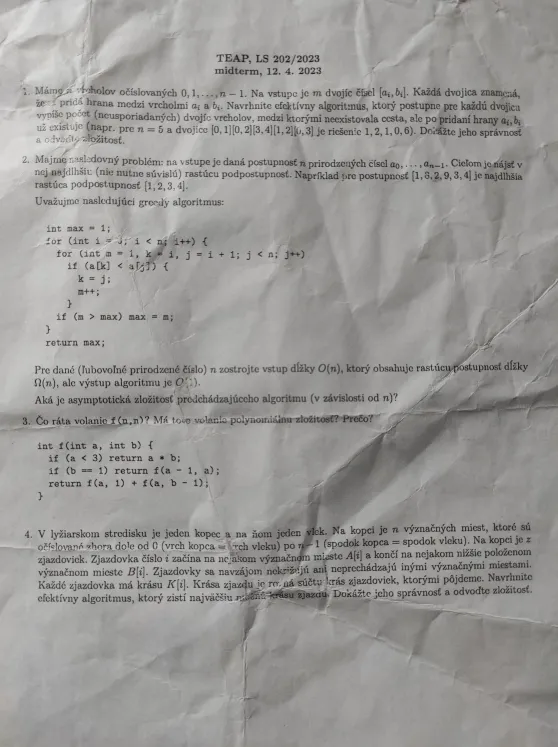 TEAP, LS 202/2023
midterm, 12. 4. 2023
1. Máme n vrcholov očíslovaných 0, 1, . . . , n − 1. Na vstupe je m dvojíc čísel [aᵢ, bᵢ]. Každá dvojica znamená,
že sa pridá hrana medzi vrcholmi aᵢ a bᵢ. Navrhnite efektívny algoritmus, ktorý postupne pre každú dvojicu
vypíše počet (neusporiadaných) dvojíc vrcholov, medzi ktorými neexistovala cesta, ale po pridaní hrany aᵢ, bᵢ
už existuje (napr. pre n = 5 a dvojice [0, 1][0, 2][3, 4][1, 2][0, 3] je riešenie 1, 2, 1, 0, 6). Dokážte jeho správnosť
a odvoďte zložitosť.
2. Majme nasledovný problém: na vstupe je daná postupnosť n prirodzených čísel a₀, . . . , aₙ₋₁. Cieľom je nájsť v
nej najdlhšiu (nie nutne súvislú) rastúcu podpostupnosť. Napríklad pre postupnosť [1, 8, 2, 9, 3, 4] je najdlhšia
rastúca podpostupnosť [1, 2, 3, 4].
Uvažujme nasledujúci greedy algoritmus:
int max = 1;
for (int i = 0; i < n; i++) {
for (int m = 1, k = i, j = i + 1; j < n; j++)
if (a[k] < a[j]) {
k = j;
m++;
}
if (m > max) max = m;
}
return max;
Pre dané (ľubovoľné prirodzené číslo) n zostrojte vstup dĺžky O(n), ktorý obsahuje rastúcu postupnosť dĺžky
Ω(n), ale výstup algoritmu je
Aká je asymptotická zložitosť predchádzajúceho algoritmu (v závislosti od n)?
3. Čo ráta volanie f(n,n)? Má toto volanie polynomiálnu zložitosť? Prečo?
int f(int a, int b) {
if (a < 3) return a * b;
if (b == 1) return f(a - 1, a);
return f(a, 1) + f(a, b - 1);
}
4. V lyžiarskom stredisku je jeden kopec a na ňom jeden vlek. Na kopci je n význačných miest, ktoré sú
očíslované zhora dole od 0 (vrch kopca = vrch vleku) po n − 1 (spodok kopca = spodok vleku). Na kopci je z
zjazdoviek. Zjazdovka číslo i začína na nejakom význačnom mieste A[i] a končí na nejakom nižšie položenom
význačnom mieste B[i]. Zjazdovky sa navzájom nekrižujú ani neprechádzajú inými význačnými miestami.
Každá zjazdovka má krásu K[i]. Krása zjazdu je rovná súčtu krás zjazdoviek, ktorými pôjdeme. Navrhnite
efektívny algoritmus, ktorý zistí najväčšiu možnú krásu zjazdu. Dokážte jeho správnosť a odvoďte zložitosť.